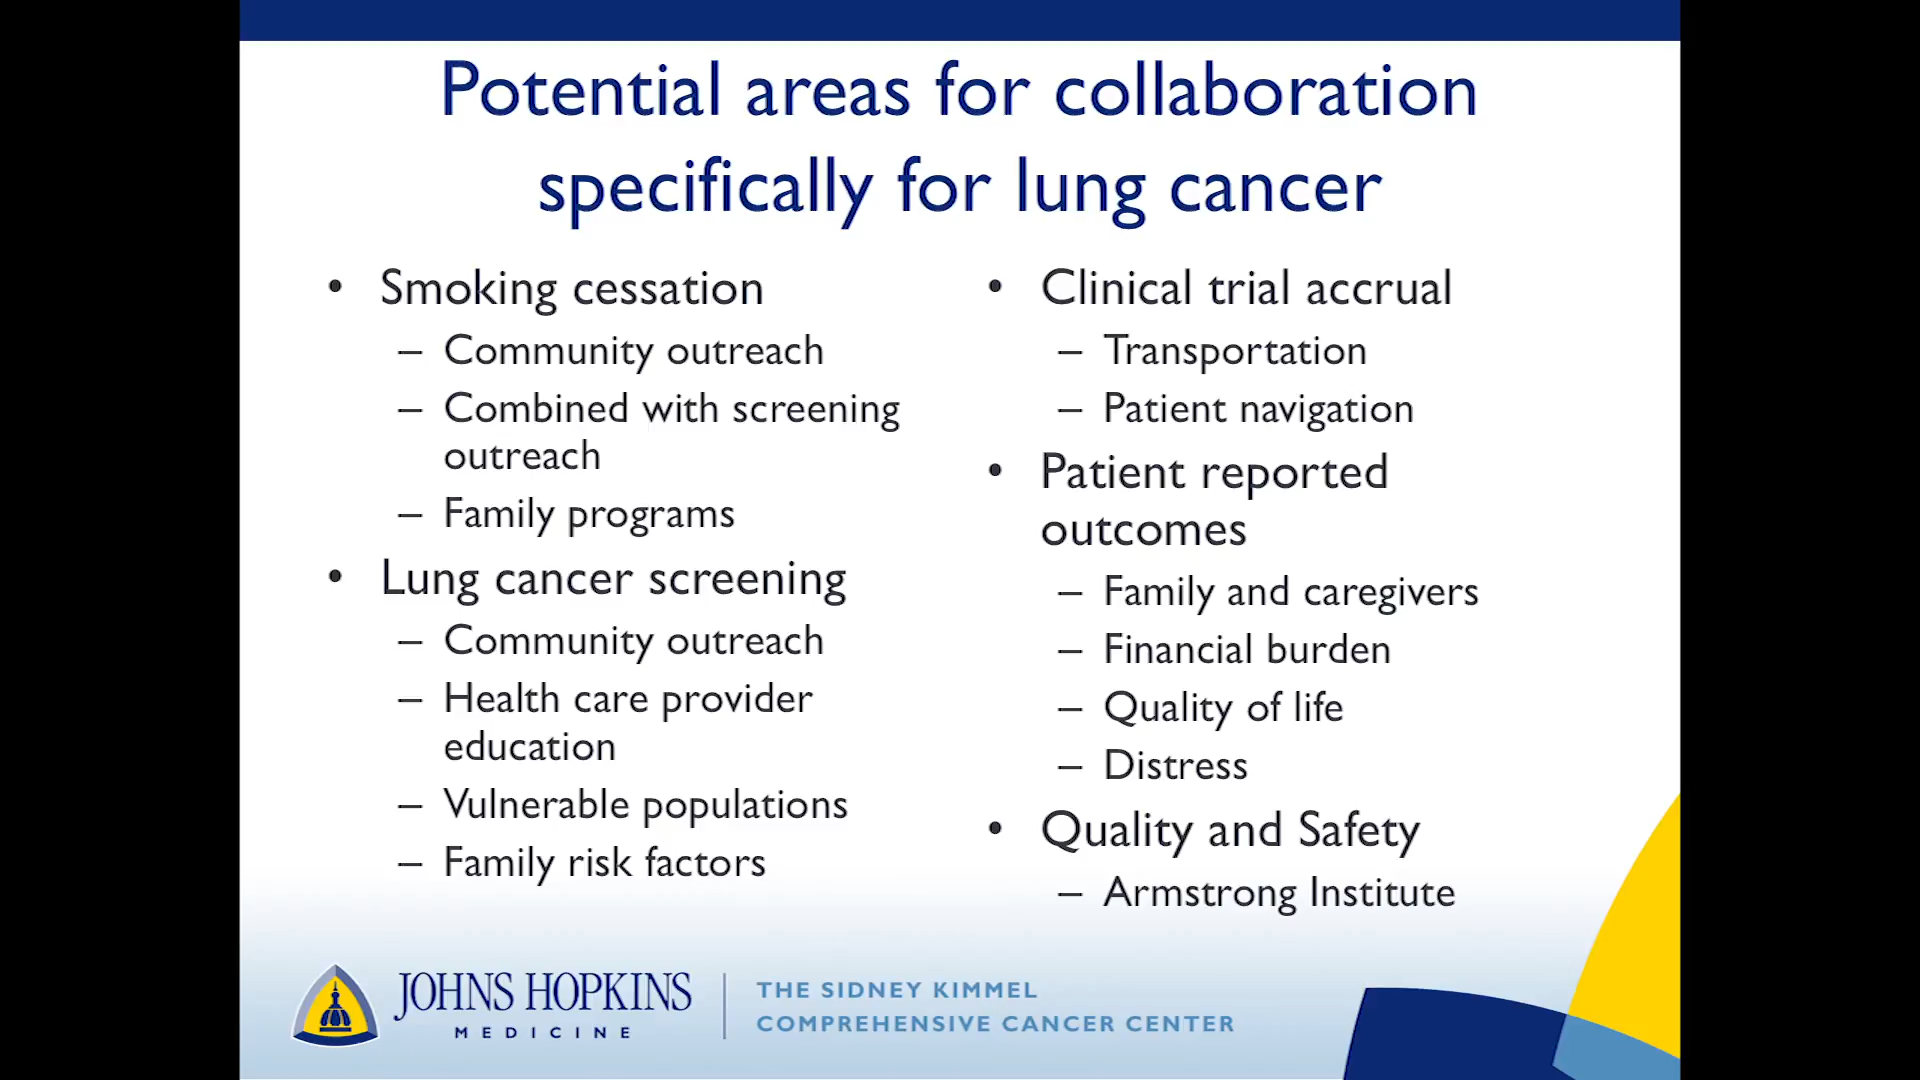 Potential areas for collaboration
specifically for lung cancer
• Smoking cessation
– Community outreach
– Combined with screening
outreach
– Family programs
• Lung cancer screening
– Community outreach
– Health care provider
education
– Vulnerable populations
– Family risk factors
• Clinical trial accrual
– Transportation
– Patient navigation
• Patient reported
outcomes
– Family and caregivers
– Financial burden
– Quality of life
– Distress
• Quality and Safety
– Armstrong Institute
JOHNS HOPKINS
MEDICINE
THE SIDNEY KIMMEL
COMPREHENSIVE CANCER CENTER